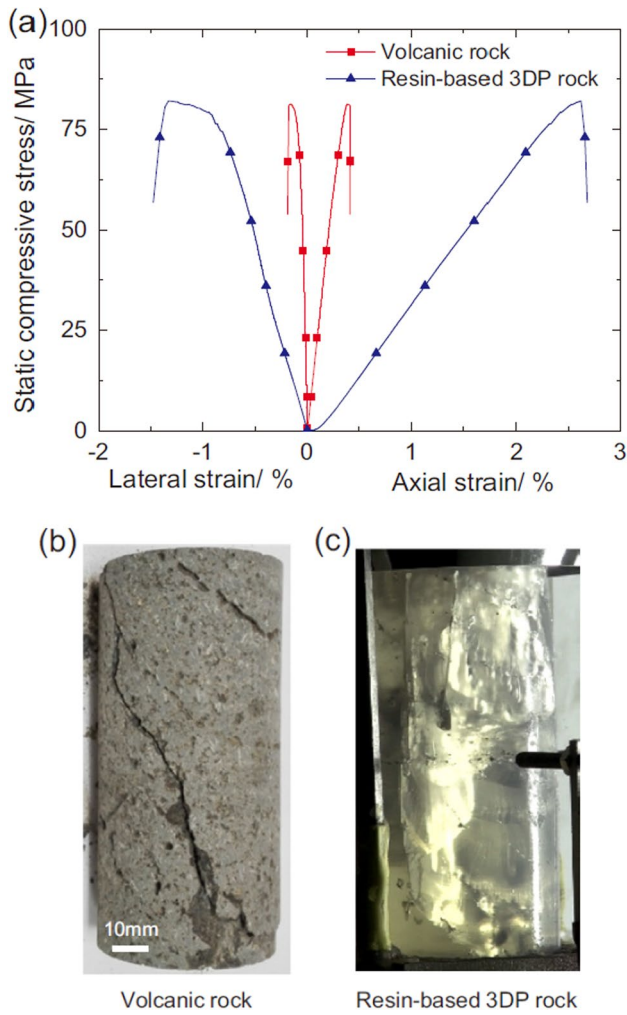 (a)
100
75
50
25
0
Static compressive stress/ MPa
Volcanic rock
Resin-based 3DP rock
-2 -1 0 1 2 3
Lateral strain/ % Axial strain/ %
(b) (c)
10mm
Volcanic rock Resin-based 3DP rock